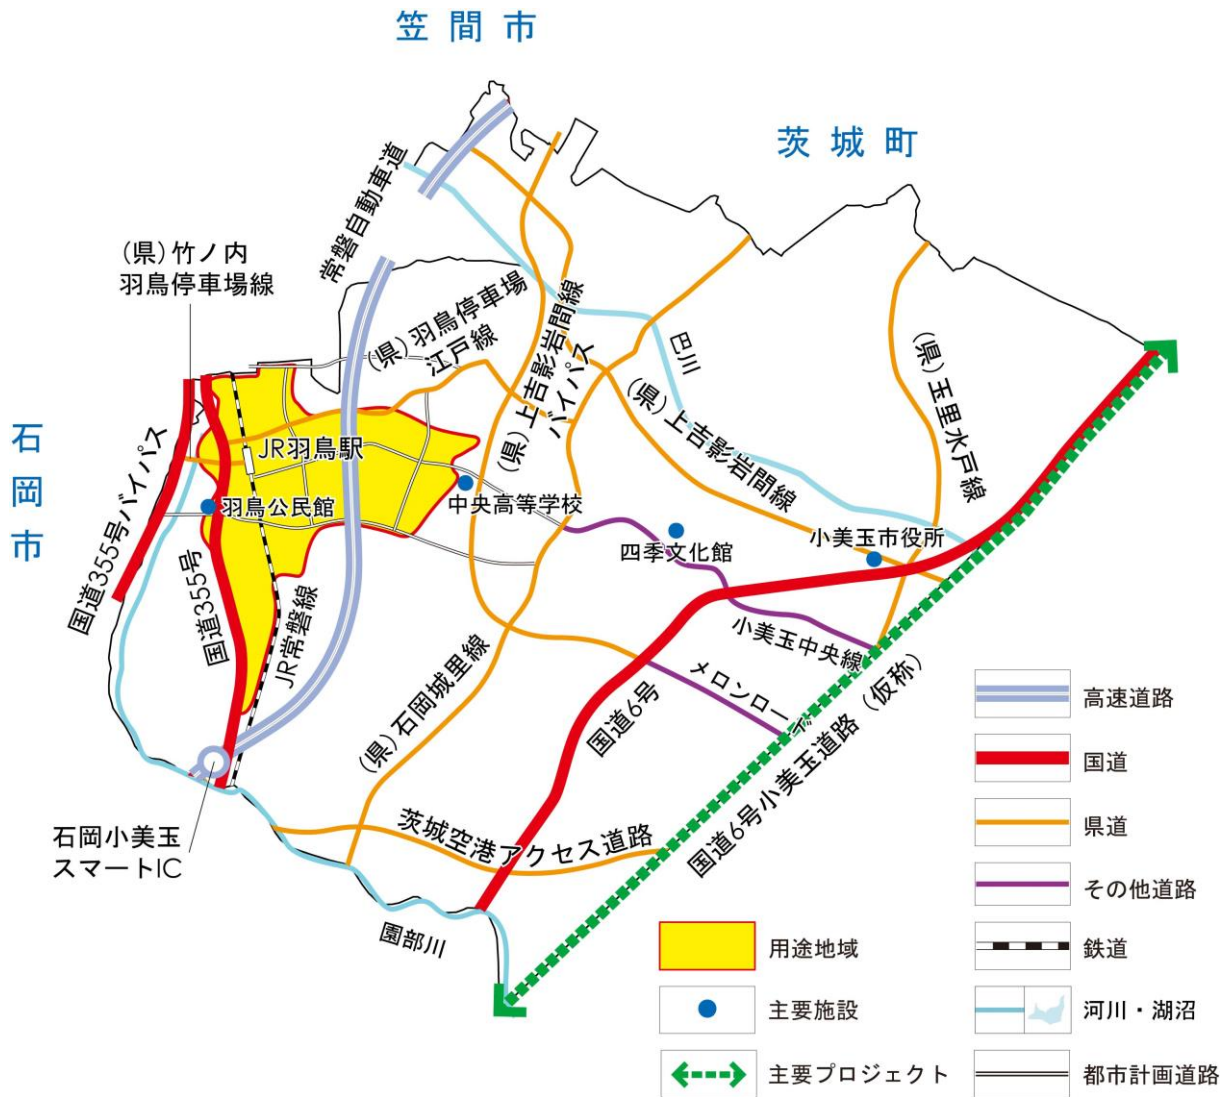 笠間市
茨城町
石岡市
常磐自動車道
(県)竹ノ内
羽鳥停車場線
(県)羽鳥停車場
江戸線
(県)上吉影岩間線
バイパス
巴川
(県)上吉影岩間線
(県)玉里水戸線
JR羽鳥駅
羽鳥公民館
中央高等学校
四季文化館
小美玉市役所
国道355号バイパス
国道355号
JR常磐線
(県)石岡城里線
国道6号
小美玉中央線
メロンロード
国道6号小美玉道路(仮称)
茨城空港アクセス道路
石岡小美玉
スマートIC
園部川
高速道路
国道
県道
その他道路
鉄道
河川・湖沼
都市計画道路
用途地域
主要施設
主要プロジェクト